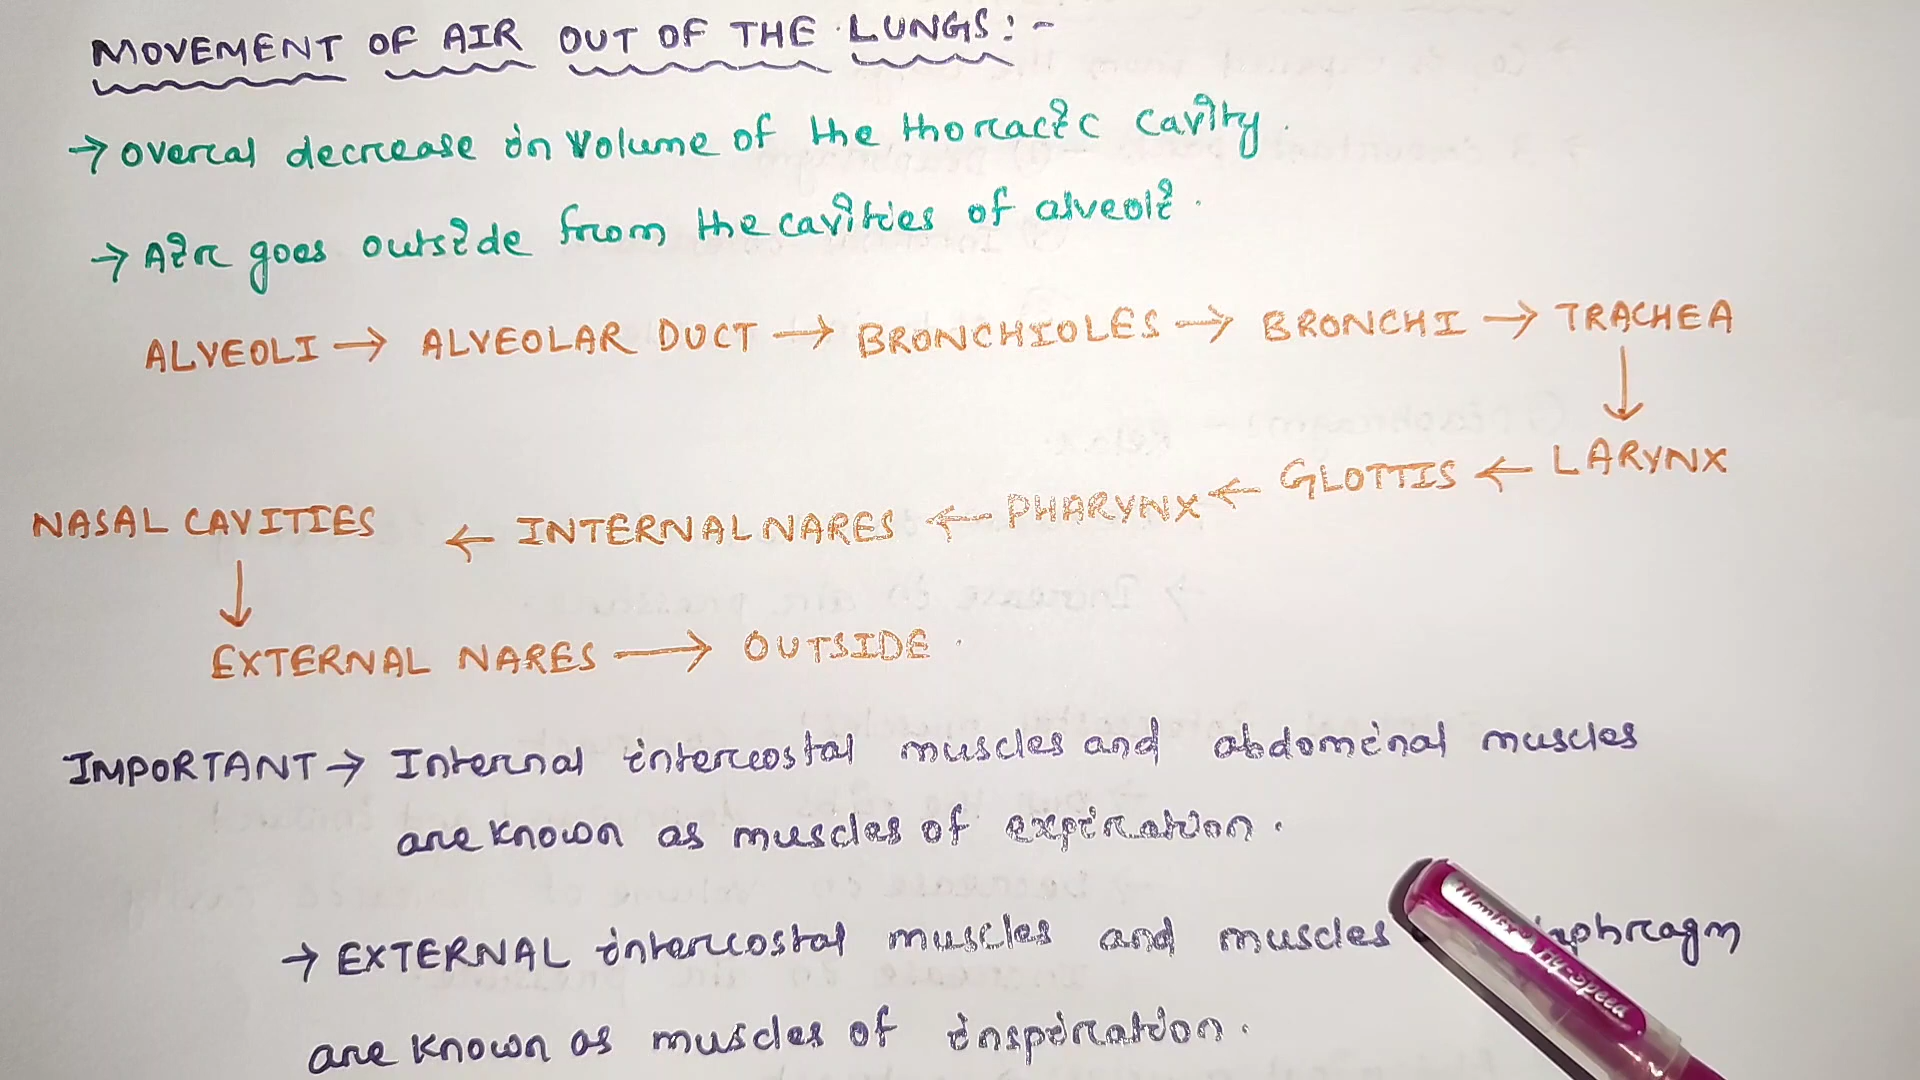 MOVEMENT OF AIR OUT OF THE LUNGS:-
→ overal decrease in volume of the thoracic cavity.
→ Air goes outside from the cavities of alveoli.
ALVEOLI → ALVEOLAR DUCT → BRONCHIOLES → BRONCHI → TRACHEA
↓
NASAL CAVITIES ← INTERNAL NARES ← PHARYNX ← GLOTTIS ← LARYNX
↓
EXTERNAL NARES → OUTSIDE.
IMPORTANT → Internal intercostal muscles and abdominal muscles
are known as muscles of expiration.
→ EXTERNAL intercostal muscles and muscles
are known as muscles of inspiration.